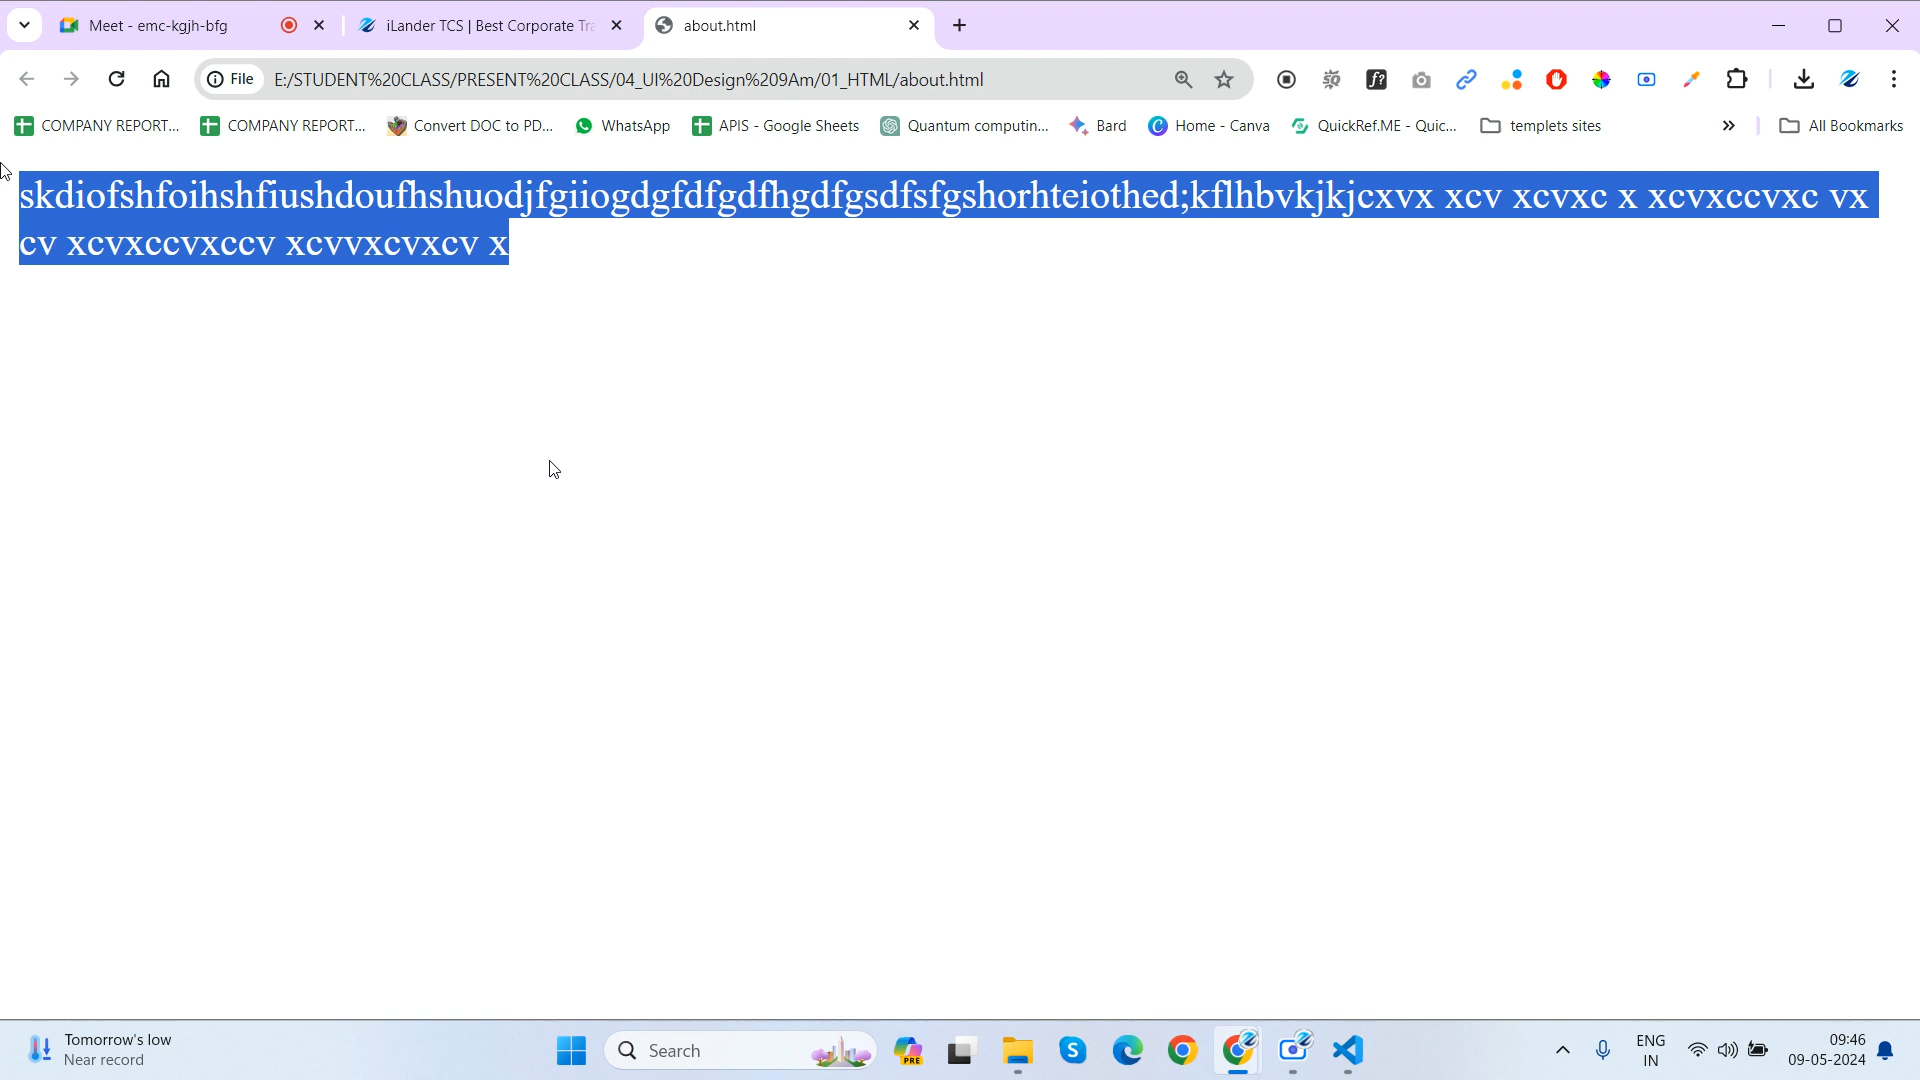 Meet - emc-kgjh-bfg
iLander TCS | Best Corporate Tra
about.html
File
E:/STUDENT%20CLASS/PRESENT%20CLASS/04_UI%20Design%209Am/01_HTML/about.html
f?
COMPANY REPORT...
COMPANY REPORT...
Convert DOC to PD...
WhatsApp
APIS - Google Sheets
Quantum computin...
Bard
Home - Canva
QuickRef.ME - Quic...
templets sites
All Bookmarks
skdiofshfoihshfiushdoufhshuodjfgiiogdgfdfgdfhgdfgsdfsfgshorhteiothed;kflhbvkjkjcxvx xcv xcvxc x xcvxccvxc vx
cv xcvxccvxccv xcvvxcvxcv x
Tomorrow's low
Near record
Search
PRE
ENG
IN
09:46
09-05-2024